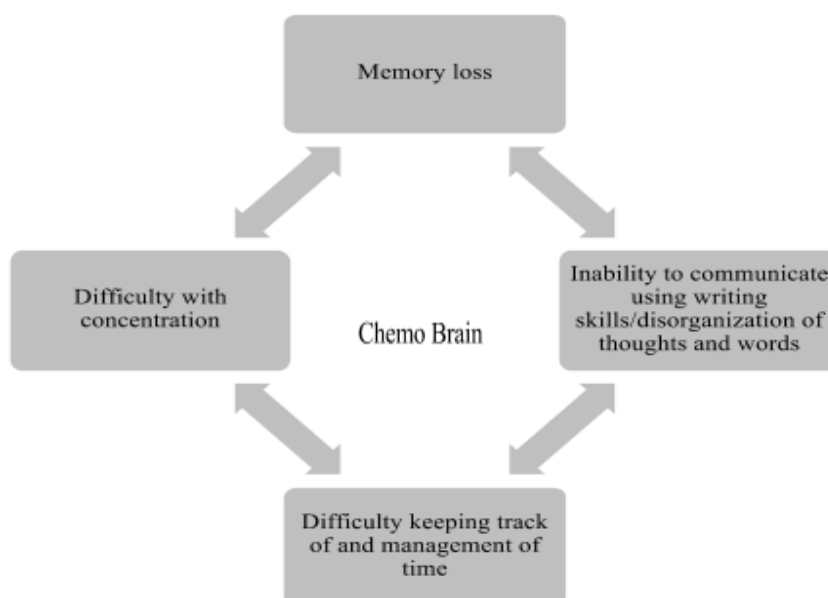 Memory loss
Difficulty with
concentration
Chemo Brain
Inability to communicate
using writing
skills/disorganization of
thoughts and words
Difficulty keeping track
of and management of
time